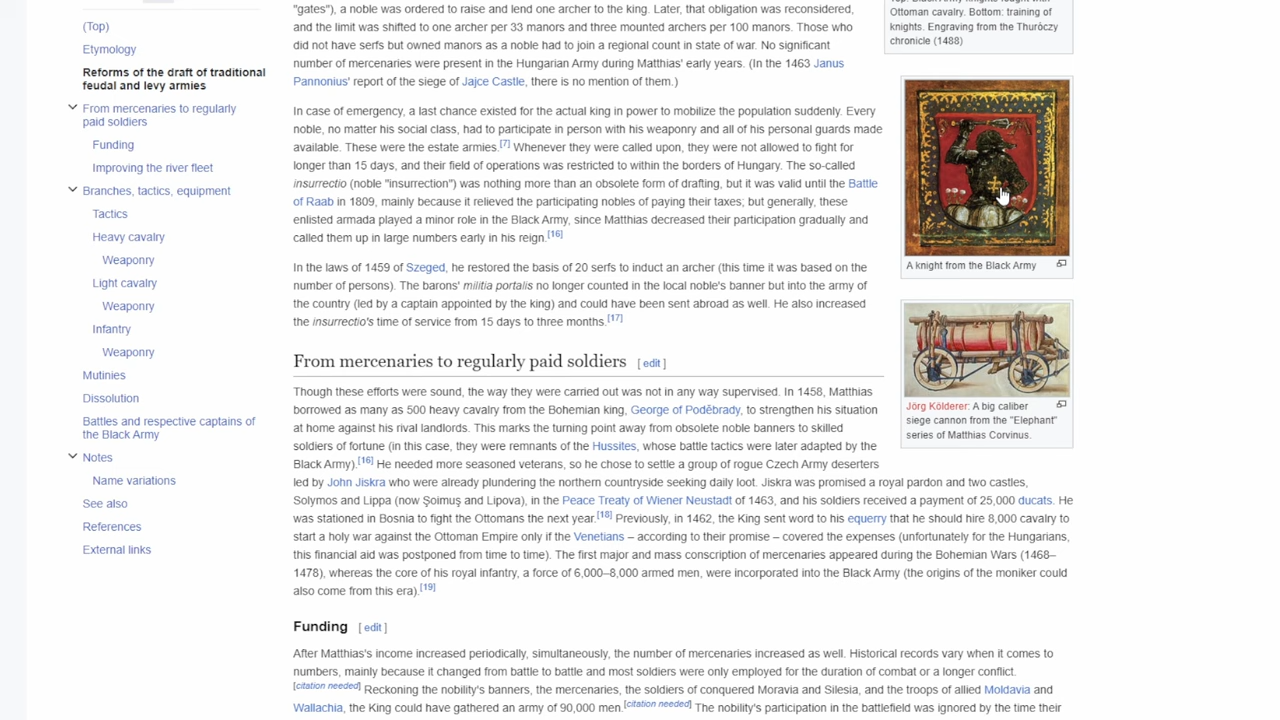 (Top)
Etymology
Reforms of the draft of traditional
feudal and levy armies
From mercenaries to regularly
paid soldiers
Funding
Improving the river fleet
Branches, tactics, equipment
Tactics
Heavy cavalry
Weaponry
Light cavalry
Weaponry
Infantry
Weaponry
Mutinies
Dissolution
Battles and respective captains of
the Black Army
Notes
Name variations
See also
References
External links
"gates"), a noble was ordered to raise and lend one archer to the king. Later, that obligation was reconsidered,
and the limit was shifted to one archer per 33 manors and three mounted archers per 100 manors. Those who
did not have serfs but owned manors as a noble had to join a regional count in state of war. No significant
number of mercenaries were present in the Hungarian Army during Matthias' early years. (In the 1463 Janus
Pannonius' report of the siege of Jajce Castle, there is no mention of them.)
In case of emergency, a last chance existed for the actual king in power to mobilize the population suddenly. Every
noble, no matter his social class, had to participate in person with his weaponry and all of his personal guards made
available. These were the estate armies.[7] Whenever they were called upon, they were not allowed to fight for
longer than 15 days, and their field of operations was restricted to within the borders of Hungary. The so-called
insurrectio (noble "insurrection") was nothing more than an obsolete form of drafting, but it was valid until the Battle
of Raab in 1809, mainly because it relieved the participating nobles of paying their taxes; but generally, these
enlisted armada played a minor role in the Black Army, since Matthias decreased their participation gradually and
called them up in large numbers early in his reign.[16]
In the laws of 1459 of Szeged, he restored the basis of 20 serfs to induct an archer (this time it was based on the
number of persons). The barons' militia portalis no longer counted in the local noble's banner but into the army of
the country (led by a captain appointed by the king) and could have been sent abroad as well. He also increased
the insurrectio's time of service from 15 days to three months.[17]
From mercenaries to regularly paid soldiers [ edit ]
Though these efforts were sound, the way they were carried out was not in any way supervised. In 1458, Matthias
borrowed as many as 500 heavy cavalry from the Bohemian king, George of Poděbrady, to strengthen his situation
at home against his rival landlords. This marks the turning point away from obsolete noble banners to skilled
soldiers of fortune (in this case, they were remnants of the Hussites, whose battle tactics were later adapted by the
Black Army).[16] He needed more seasoned veterans, so he chose to settle a group of rogue Czech Army deserters
led by John Jiskra who were already plundering the northern countryside seeking daily loot. Jiskra was promised a royal pardon and two castles,
Solymos and Lippa (now Şoimuş and Lipova), in the Peace Treaty of Wiener Neustadt of 1463, and his soldiers received a payment of 25,000 ducats. He
was stationed in Bosnia to fight the Ottomans the next year.[18] Previously, in 1462, the King sent word to his equerry that he should hire 8,000 cavalry to
start a holy war against the Ottoman Empire only if the Venetians – according to their promise – covered the expenses (unfortunately for the Hungarians,
this financial aid was postponed from time to time). The first major and mass conscription of mercenaries appeared during the Bohemian Wars (1468–
1478), whereas the core of his royal infantry, a force of 6,000–8,000 armed men, were incorporated into the Black Army (the origins of the moniker could
also come from this era).[19]
Funding [ edit ]
After Matthias's income increased periodically, simultaneously, the number of mercenaries increased as well. Historical records vary when it comes to
numbers, mainly because it changed from battle to battle and most soldiers were only employed for the duration of combat or a longer conflict.
[citation needed] Reckoning the nobility's banners, the mercenaries, the soldiers of conquered Moravia and Silesia, and the troops of allied Moldavia and
Wallachia, the King could have gathered an army of 90,000 men.[citation needed] The nobility's participation in the battlefield was ignored by the time their
Ottoman cavalry. Bottom: training of
knights. Engraving from the Thuróczy
chronicle (1488)
A knight from the Black Army
Jörg Kölderer: A big caliber
siege cannon from the "Elephant"
series of Matthias Corvinus.